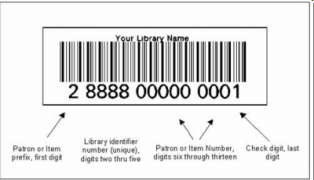 Your Library Name
2 8888 00000 0001
Patron or Item
prefix, first digit
Library identifier
number (unique),
digits two thru five
Patron or Item Number,
digits six through thirteen
Check digit, last
digit